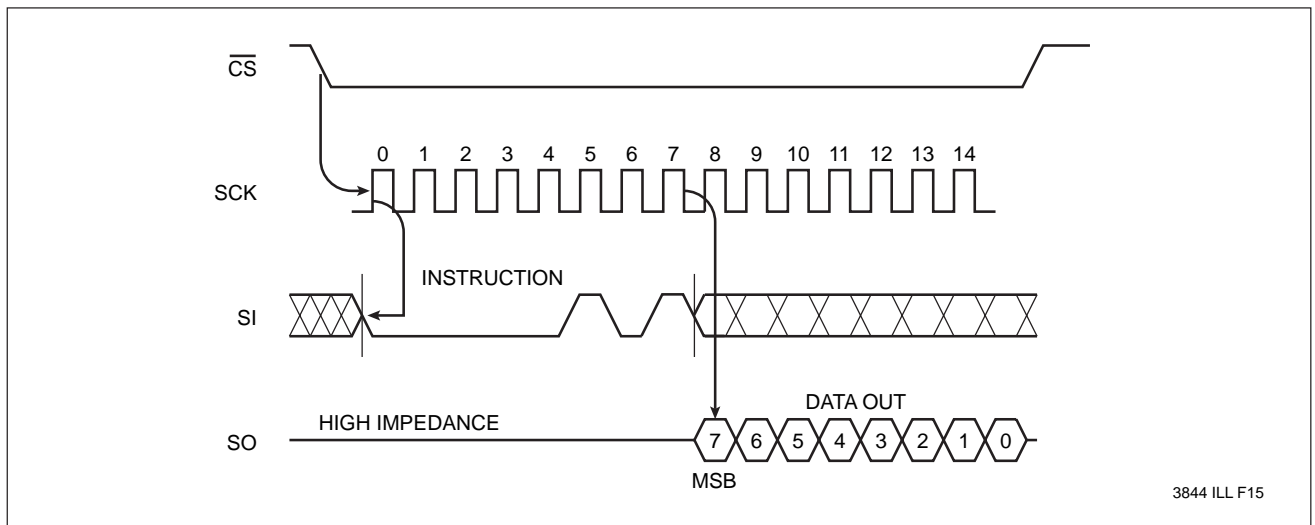 CS
0 1 2 3 4 5 6 7 8 9 10 11 12 13 14
SCK
INSTRUCTION
SI
DATA OUT
HIGH IMPEDANCE
SO
7 6 5 4 3 2 1 0
MSB
3844 ILL F15